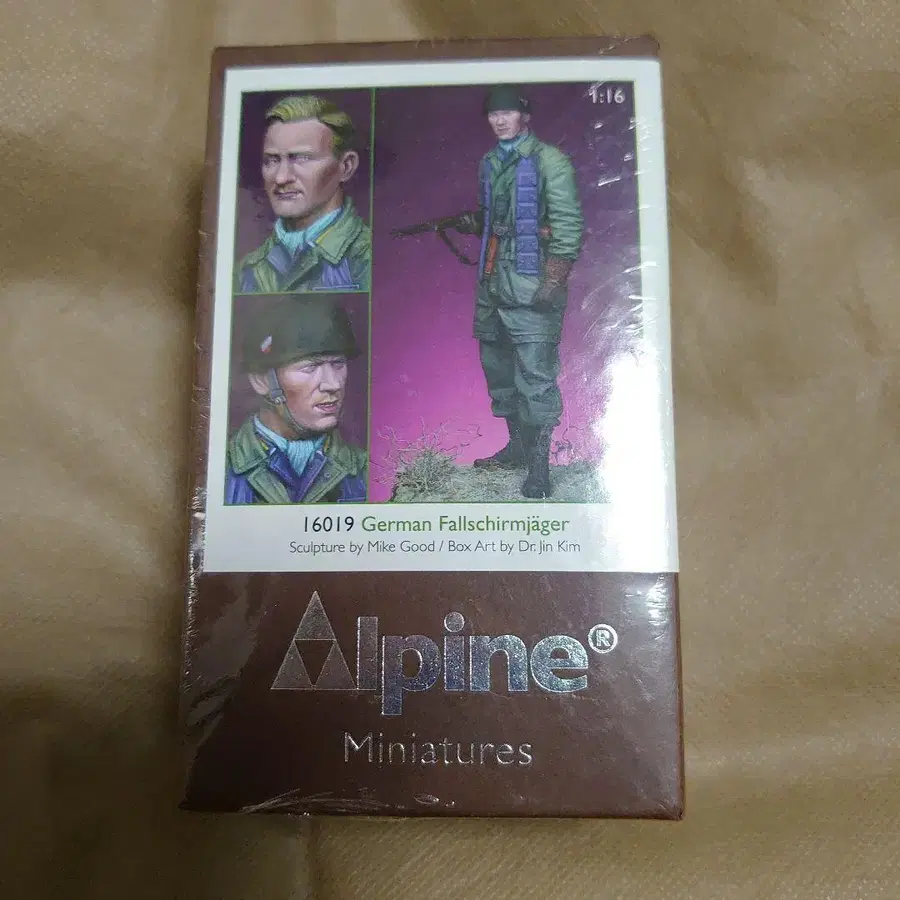 1:16
16019 German Fallschirmjäger
Sculpture by Mike Good / Box Art by Dr. Jin Kim
Alpine®
Miniatures